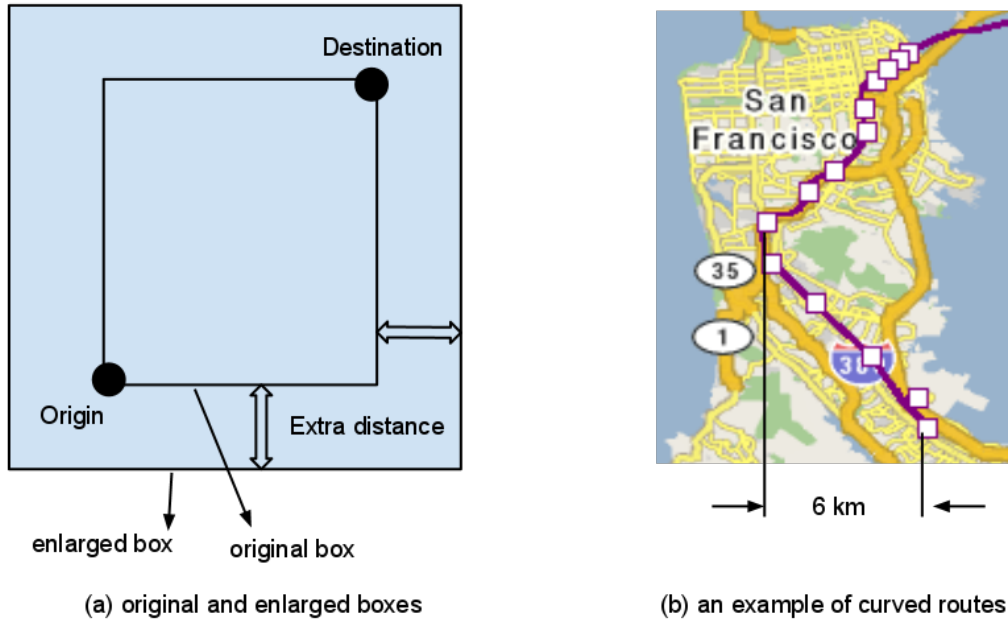 Destination
Origin
Extra distance
enlarged box
original box
(a) original and enlarged boxes
San
Francisco
35
1
380
6 km
(b) an example of curved routes